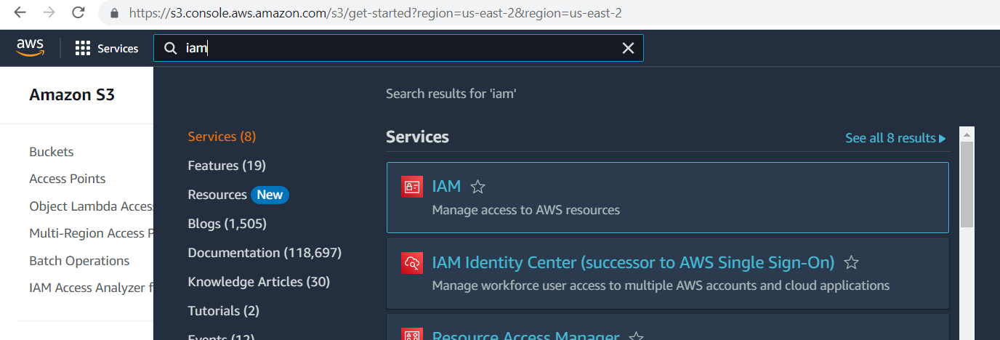 https://s3.console.aws.amazon.com/s3/get-started?region=us-east-2&region=us-east-2
aws
Services
iam
Amazon S3
Buckets
Access Points
Object Lambda Acces
Multi-Region Access P
Batch Operations
IAM Access Analyzer f
Search results for 'iam'
Services (8)
Features (19)
Resources New
Blogs (1,505)
Documentation (118,697)
Knowledge Articles (30)
Tutorials (2)
Events (12)
Services
See all 8 results
IAM
Manage access to AWS resources
IAM Identity Center (successor to AWS Single Sign-On)
Manage workforce user access to multiple AWS accounts and cloud applications
Resource Access Manager